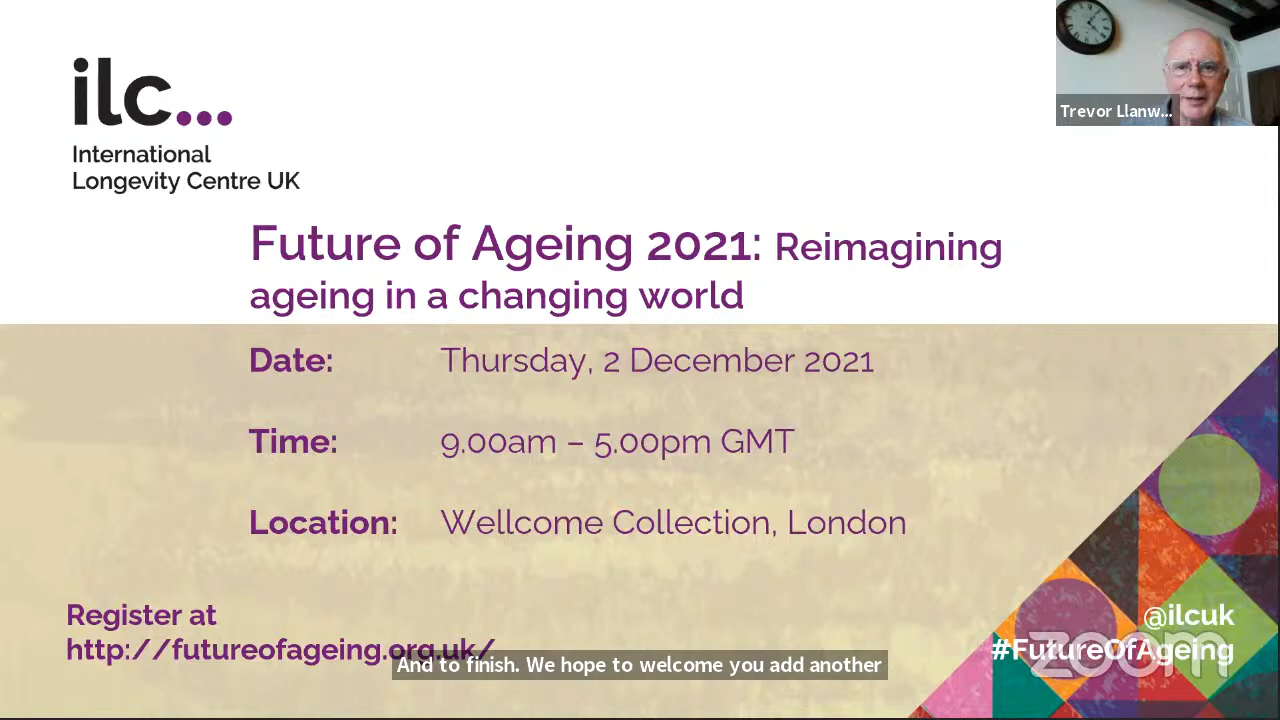 ilc...
International
Longevity Centre UK
Trevor Llanw...
Future of Ageing 2021: Reimagining
ageing in a changing world
Date: Thursday, 2 December 2021
Time: 9.00am – 5.00pm GMT
Location: Wellcome Collection, London
Register at
http://futureofageing.org.uk/
@ilcuk
#FutureOfAgeing
zoom
And to finish. We hope to welcome you add another